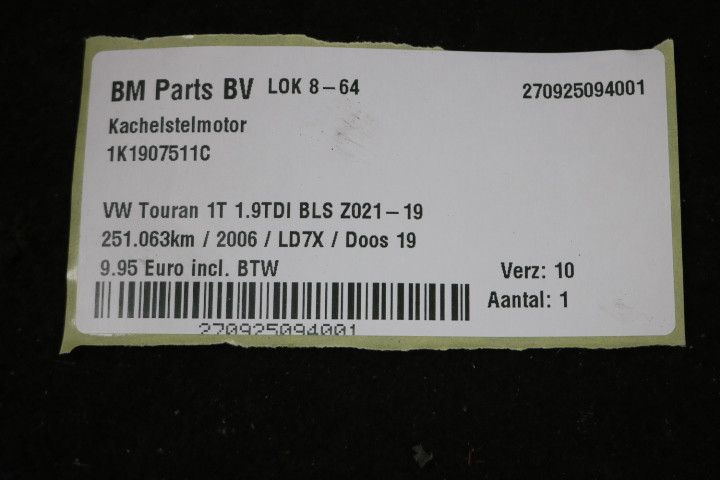 BM Parts BV LOK 8-64 270925094001
Kachelstelmotor
1K1907511C
VW Touran 1T 1.9TDI BLS Z021-19
251.063km / 2006 / LD7X / Doos 19
9.95 Euro incl. BTW Verz: 10
Aantal: 1
270925094001